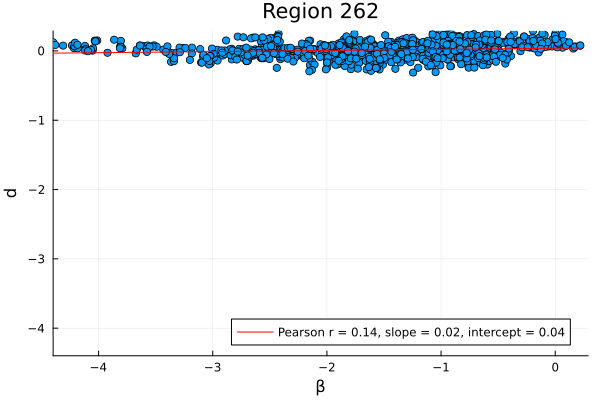 Region 262
0
−1
−2
−3
−4
d
Pearson r = 0.14, slope = 0.02, intercept = 0.04
−4
−3
−2
−1
0
β